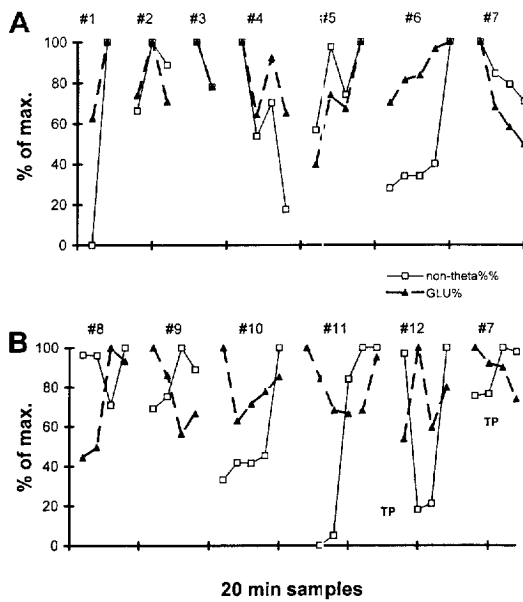 A
#1 #2 #3 #4 #5 #6 #7
% of max.
100
80
60
40
20
0
non-theta%%
GLU%
B
#8 #9 #10 #11 #12 #7
% of max.
100
80
60
40
20
0
TP
TP
20 min samples